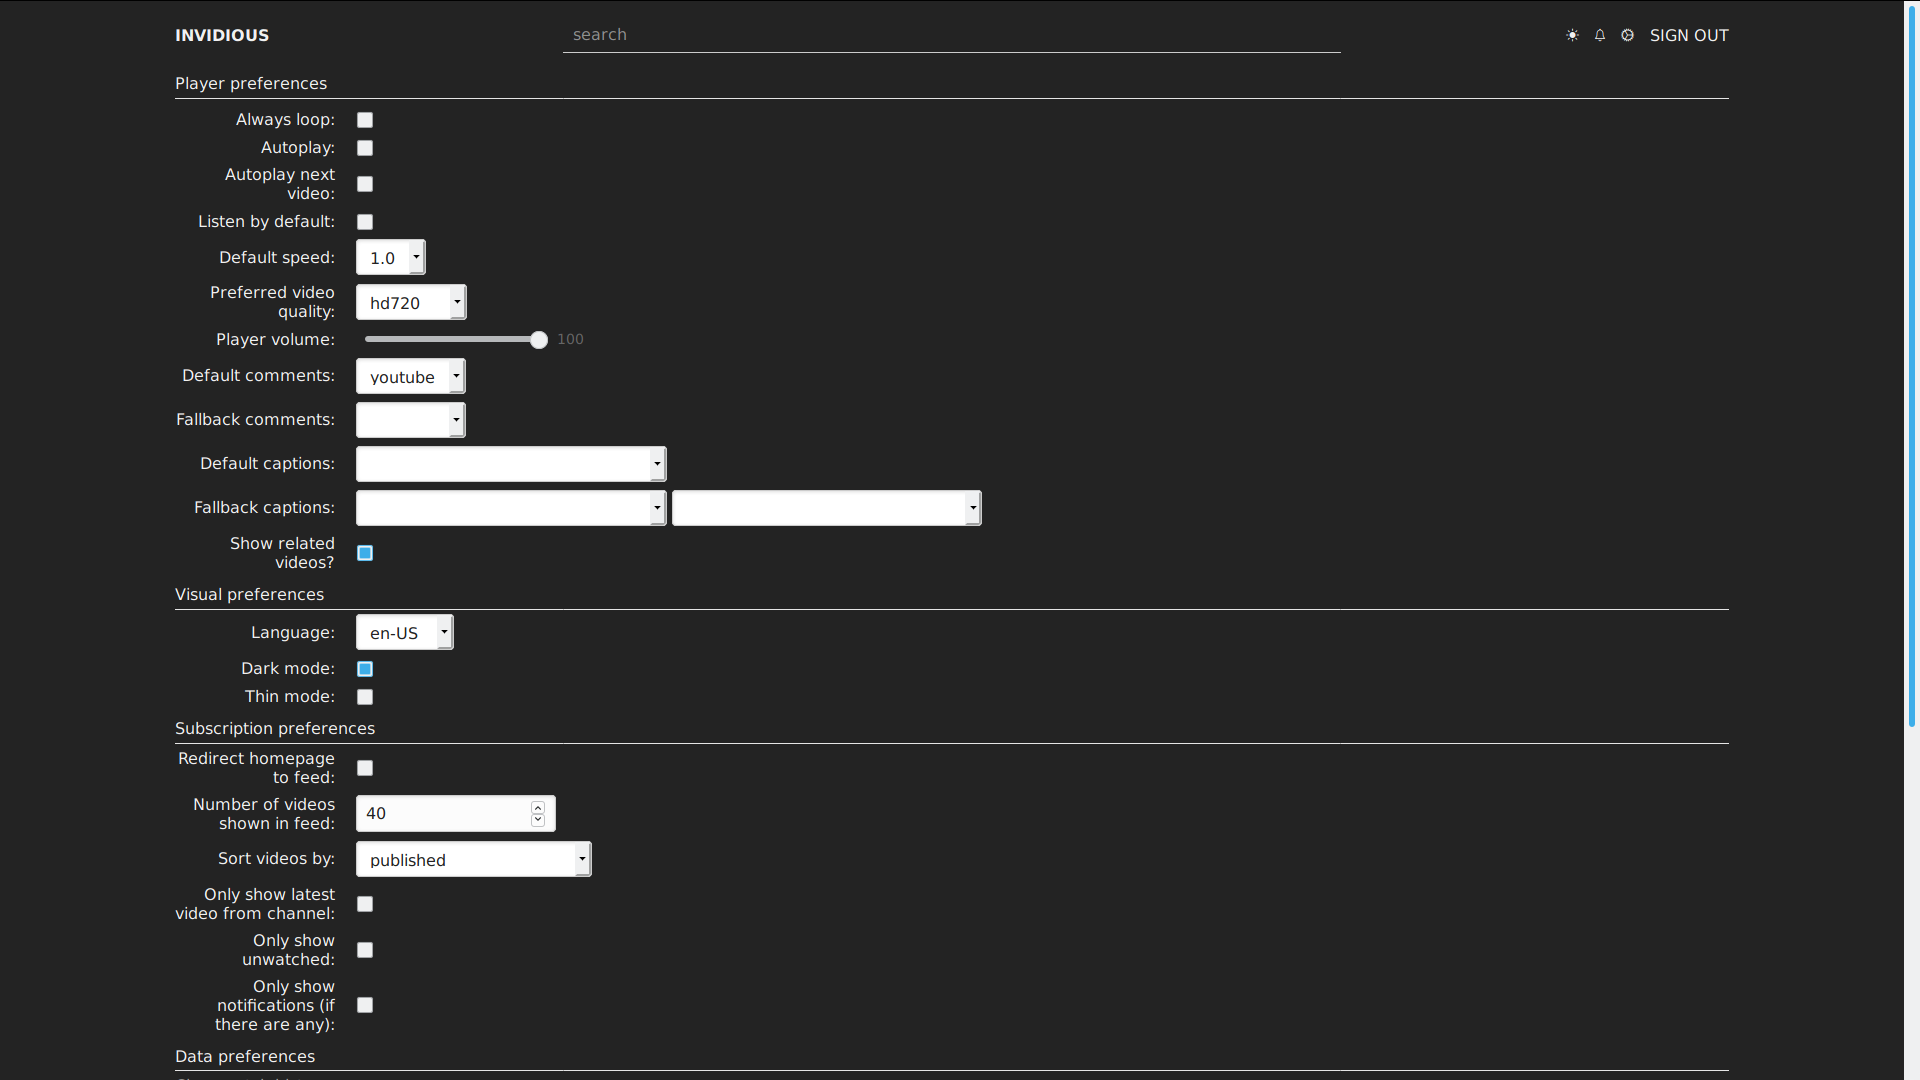 INVIDIOUS
search
SIGN OUT
Player preferences
Always loop:
Autoplay:
Autoplay next
video:
Listen by default:
Default speed: 1.0
Preferred video
quality: hd720
Player volume: 100
Default comments: youtube
Fallback comments:
Default captions:
Fallback captions:
Show related
videos?
Visual preferences
Language: en-US
Dark mode:
Thin mode:
Subscription preferences
Redirect homepage
to feed:
Number of videos
shown in feed: 40
Sort videos by: published
Only show latest
video from channel:
Only show
unwatched:
Only show
notifications (if
there are any):
Data preferences